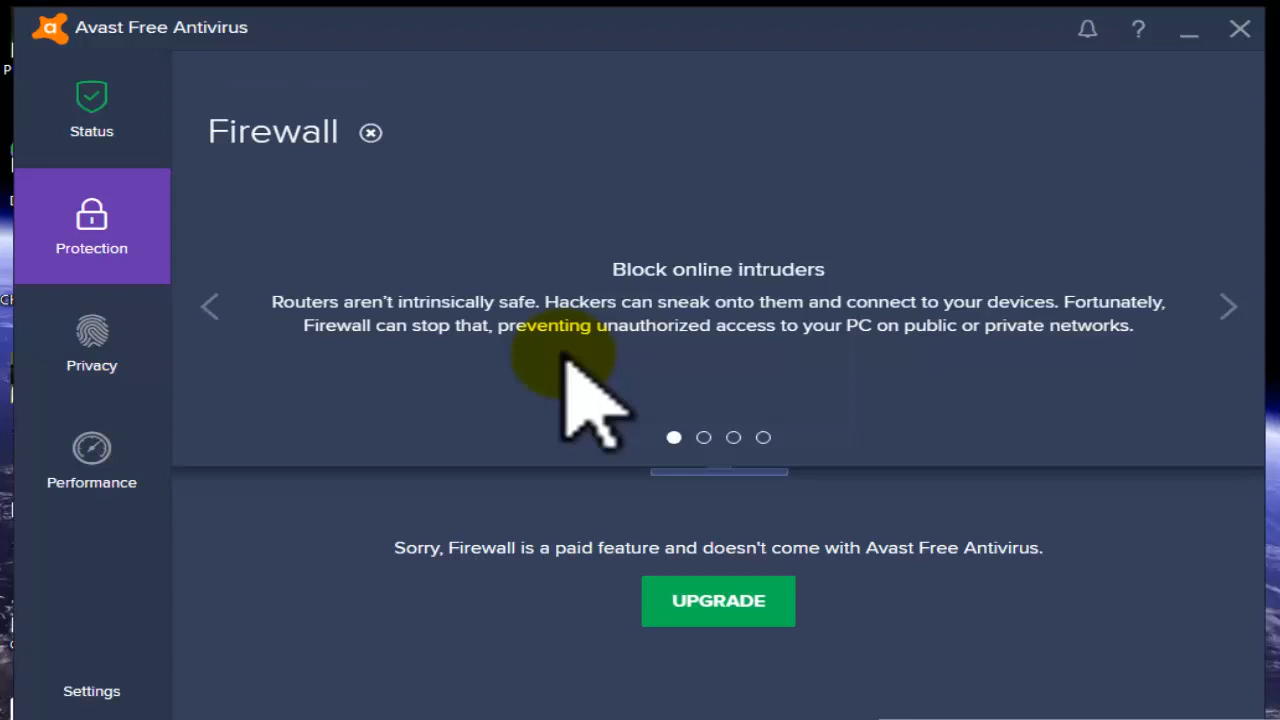 Avast Free Antivirus
Status
Firewall
Protection
Block online intruders
Routers aren't intrinsically safe. Hackers can sneak onto them and connect to your devices. Fortunately,
Firewall can stop that, preventing unauthorized access to your PC on public or private networks.
Privacy
Performance
Sorry, Firewall is a paid feature and doesn't come with Avast Free Antivirus.
UPGRADE
Settings